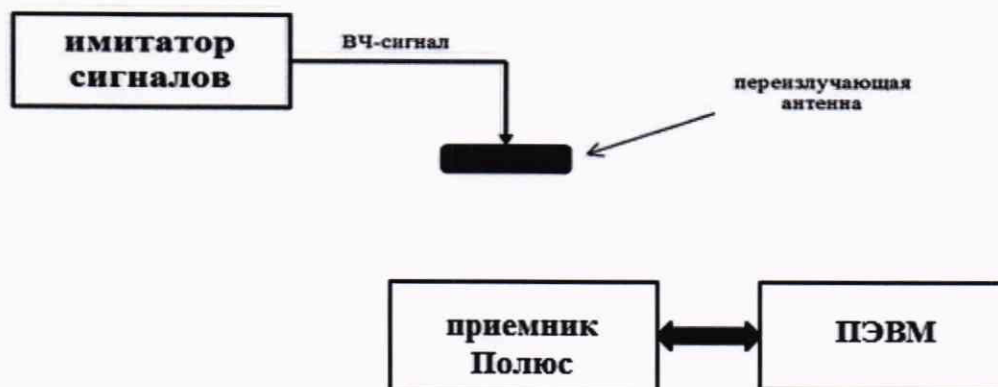 имитатор
сигналов
ВЧ-сигнал
переизлучающая
антенна
приемник
Полюс
ПЭВМ